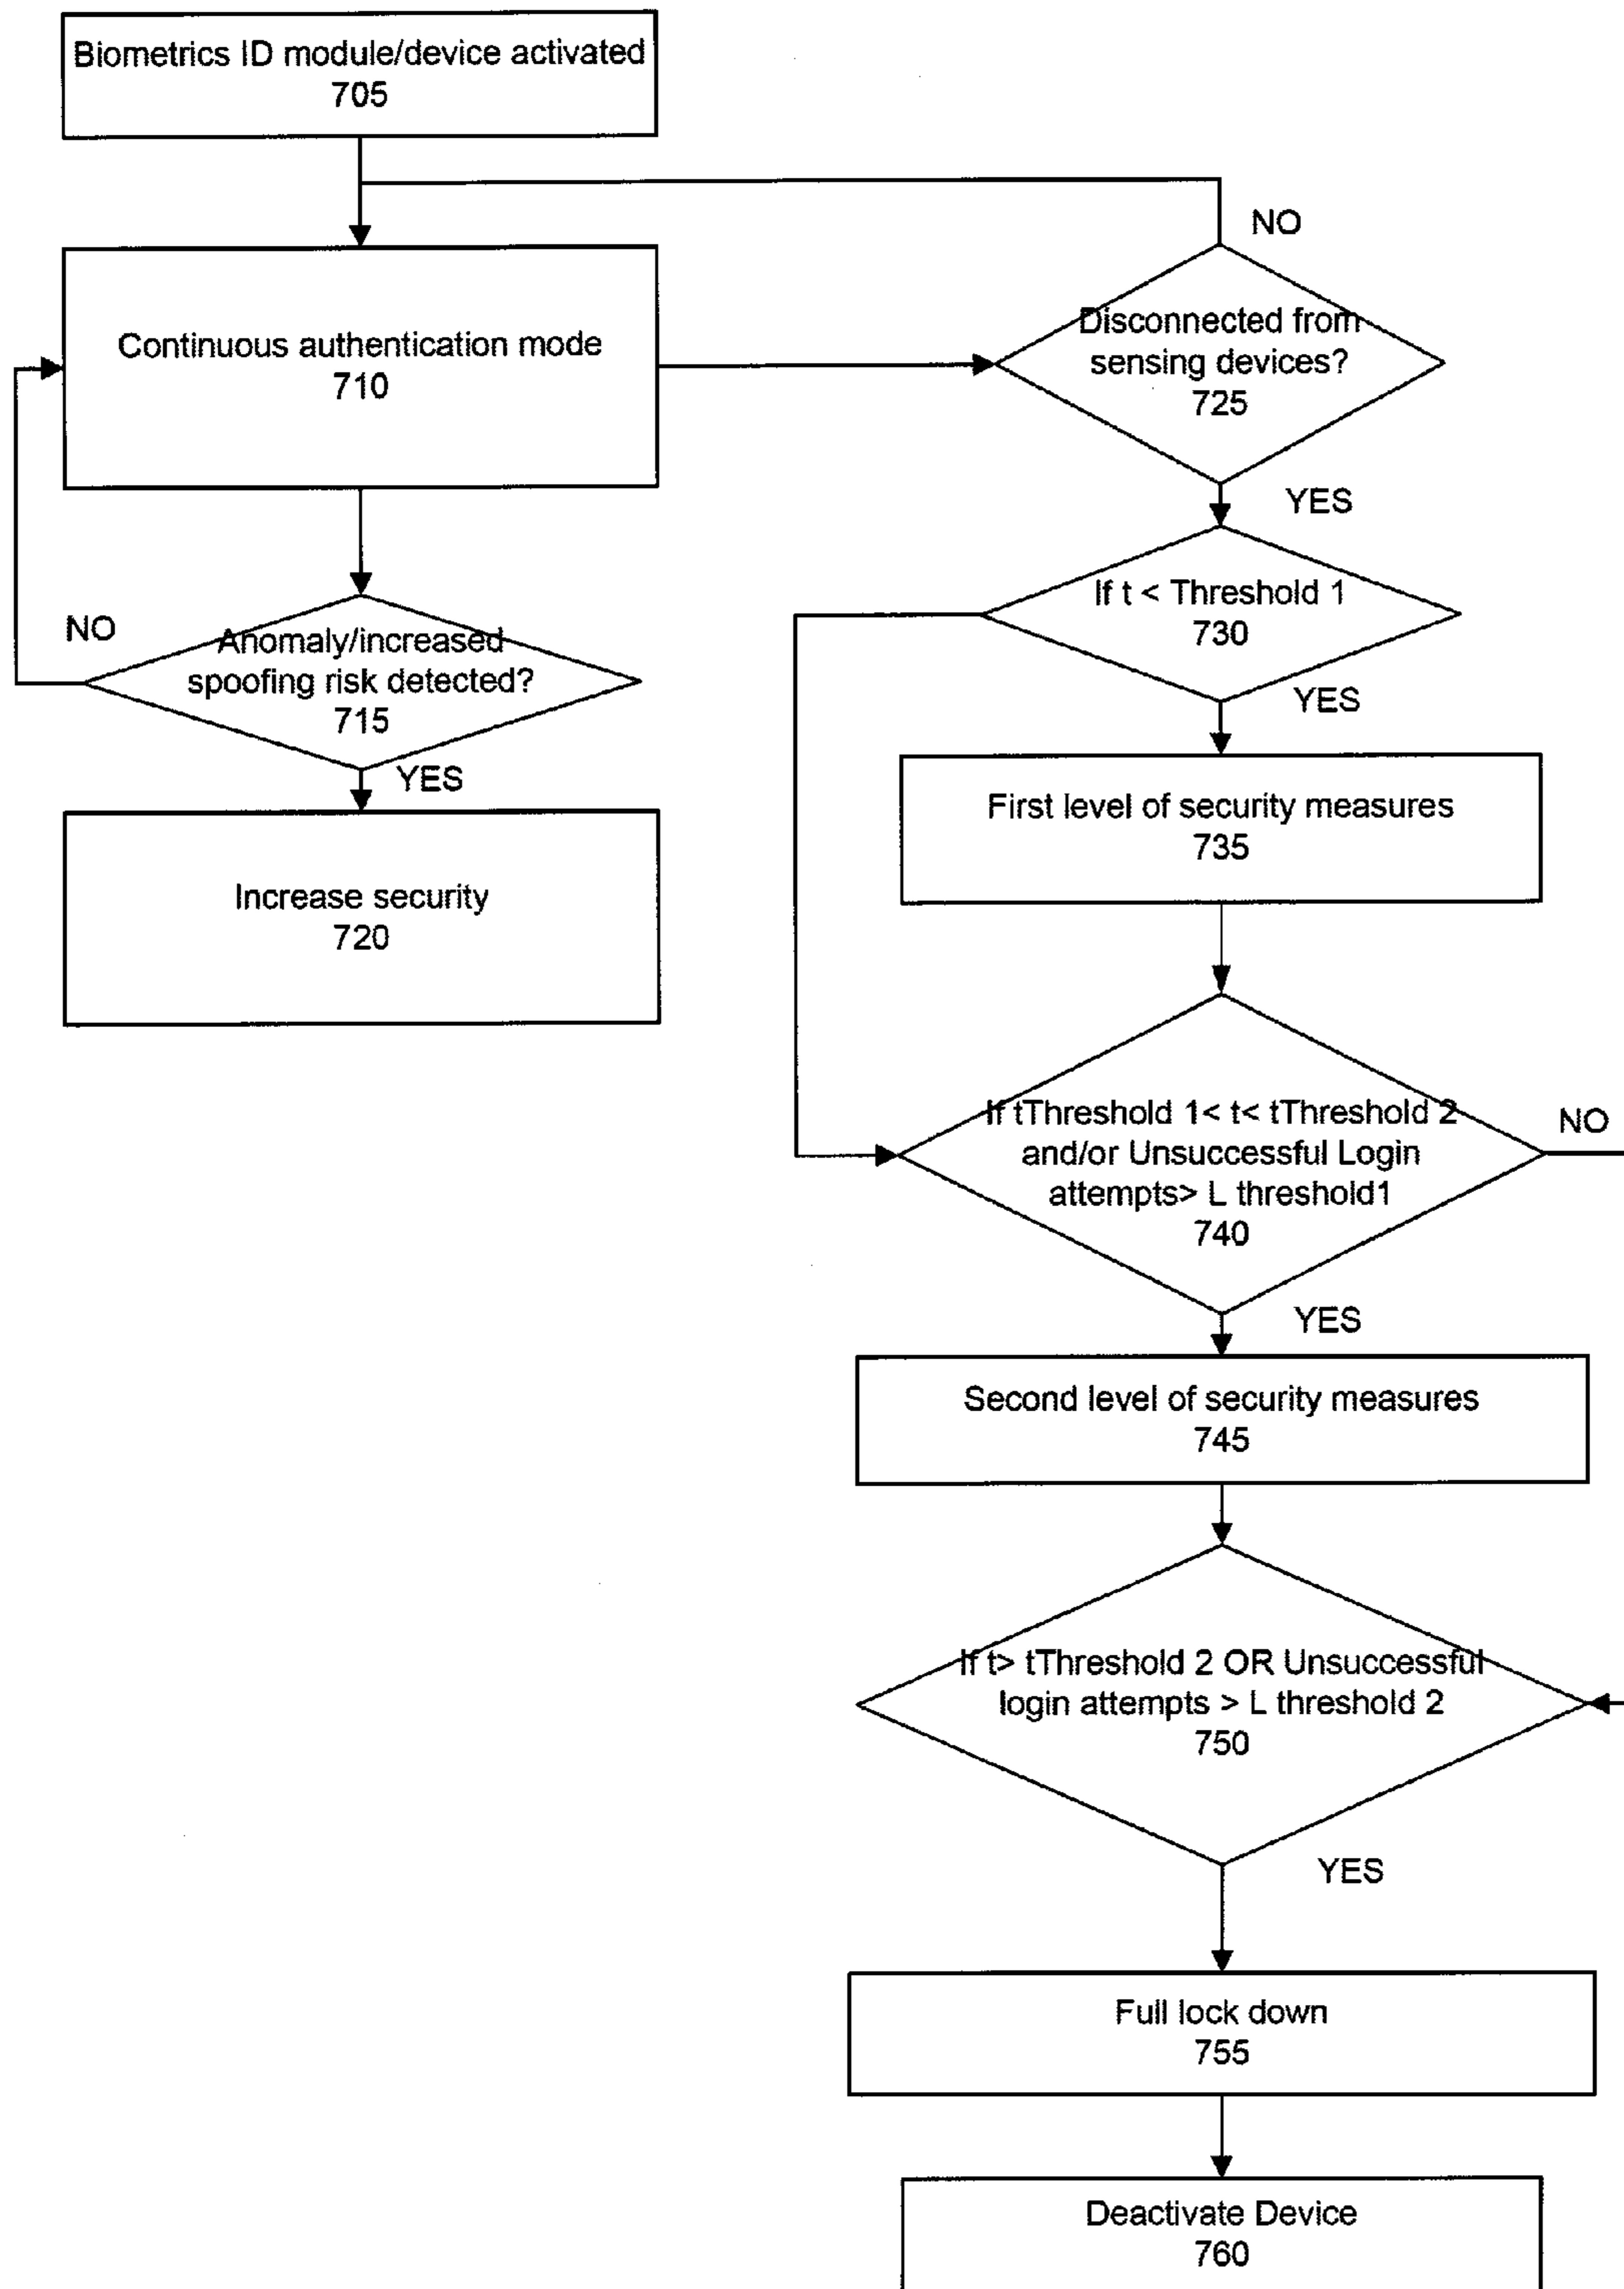 Biometrics ID module/device activated
705
NO
Continuous authentication mode
710
Disconnected from
sensing devices?
725
YES
If t < Threshold 1
730
NO
Anomaly/increased
spoofing risk detected?
715
YES
YES
First level of security measures
735
Increase security
720
If tThreshold 1< t< tThreshold 2
and/or Unsuccessful Login
attempts> L threshold1
740
NO
YES
Second level of security measures
745
If t> tThreshold 2 OR Unsuccessful
login attempts > L threshold 2
750
YES
Full lock down
755
Deactivate Device
760